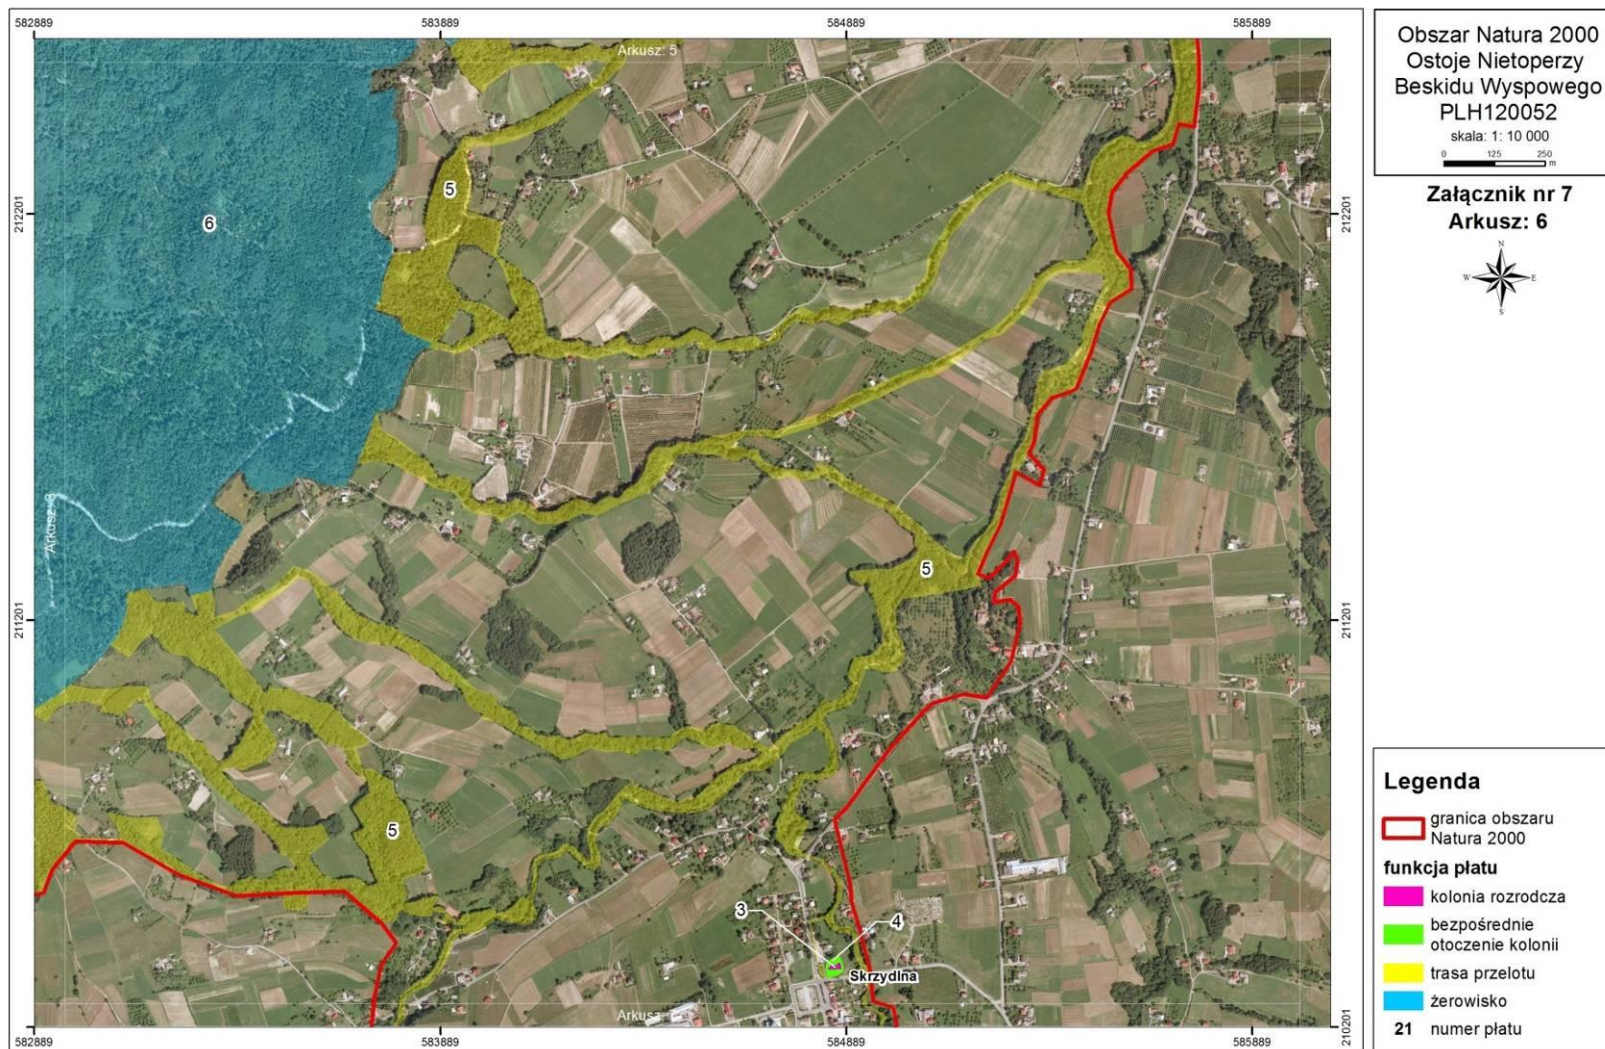 582889
583889
584889
585889
Arkusz: 5
Obszar Natura 2000
Ostoje Nietoperzy
Beskidu Wyspowego
PLH120052
skala: 1: 10 000
0 125 250
m
Załącznik nr 7
Arkusz: 6
N
W E
S
212201
212201
5
6
Arkusz: 3
5
211201
211201
5
3
4
Skrzydlna
Arkusz:
210201
582889
583889
584889
585889
Legenda
granica obszaru
Natura 2000
funkcja płatu
kolonia rozrodcza
bezpośrednie
otoczenie kolonii
trasa przelotu
żerowisko
21 numer płatu